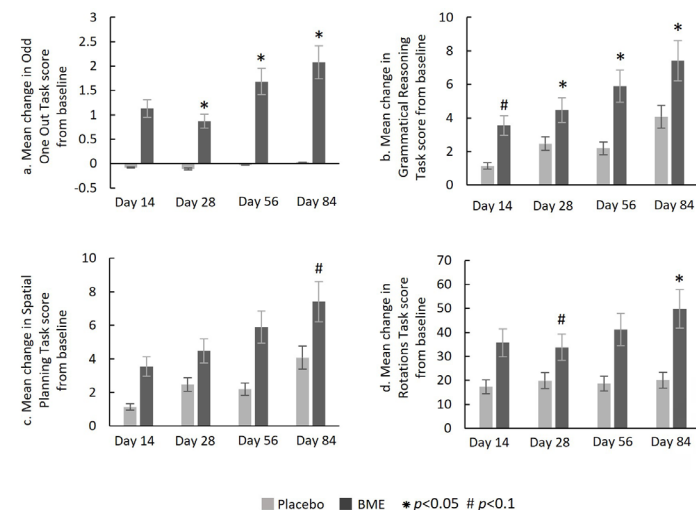 a. Mean change in Odd
One Out Task score
from baseline
3
2.5
2
1.5
1
0.5
0
-0.5
*
*
*
Day 14 Day 28 Day 56 Day 84
b. Mean change in
Grammatical Reasoning
Task score from baseline
10
8
6
4
2
0
#
*
*
*
Day 14 Day 28 Day 56 Day 84
c. Mean change in Spatial
Planning Task score
from baseline
10
8
6
4
2
0
#
Day 14 Day 28 Day 56 Day 84
d. Mean change in
Rotations Task score
from baseline
70
60
50
40
30
20
10
0
#
*
Day 14 Day 28 Day 56 Day 84
Placebo BME *p<0.05 # p<0.1